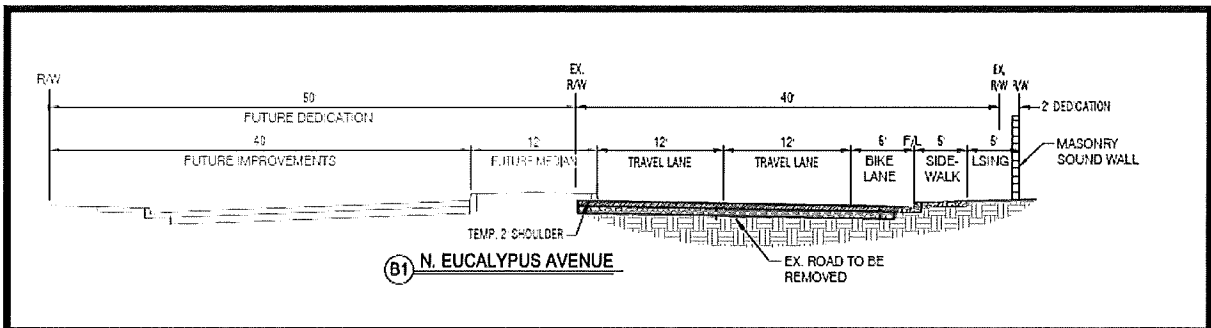 R/W
EX.
R/W
EX.
R/W R/W
50'
40'
2' DEDICATION
FUTURE DEDICATION
40'
12'
12'
12'
6'
F/L
5'
5'
FUTURE IMPROVEMENTS
FUTURE MEDIAN
TRAVEL LANE
TRAVEL LANE
BIKE
LANE
SIDE-
WALK
LSING
MASONRY
SOUND WALL
TEMP. 2' SHOULDER
B1 N. EUCALYPUS AVENUE
EX. ROAD TO BE
REMOVED